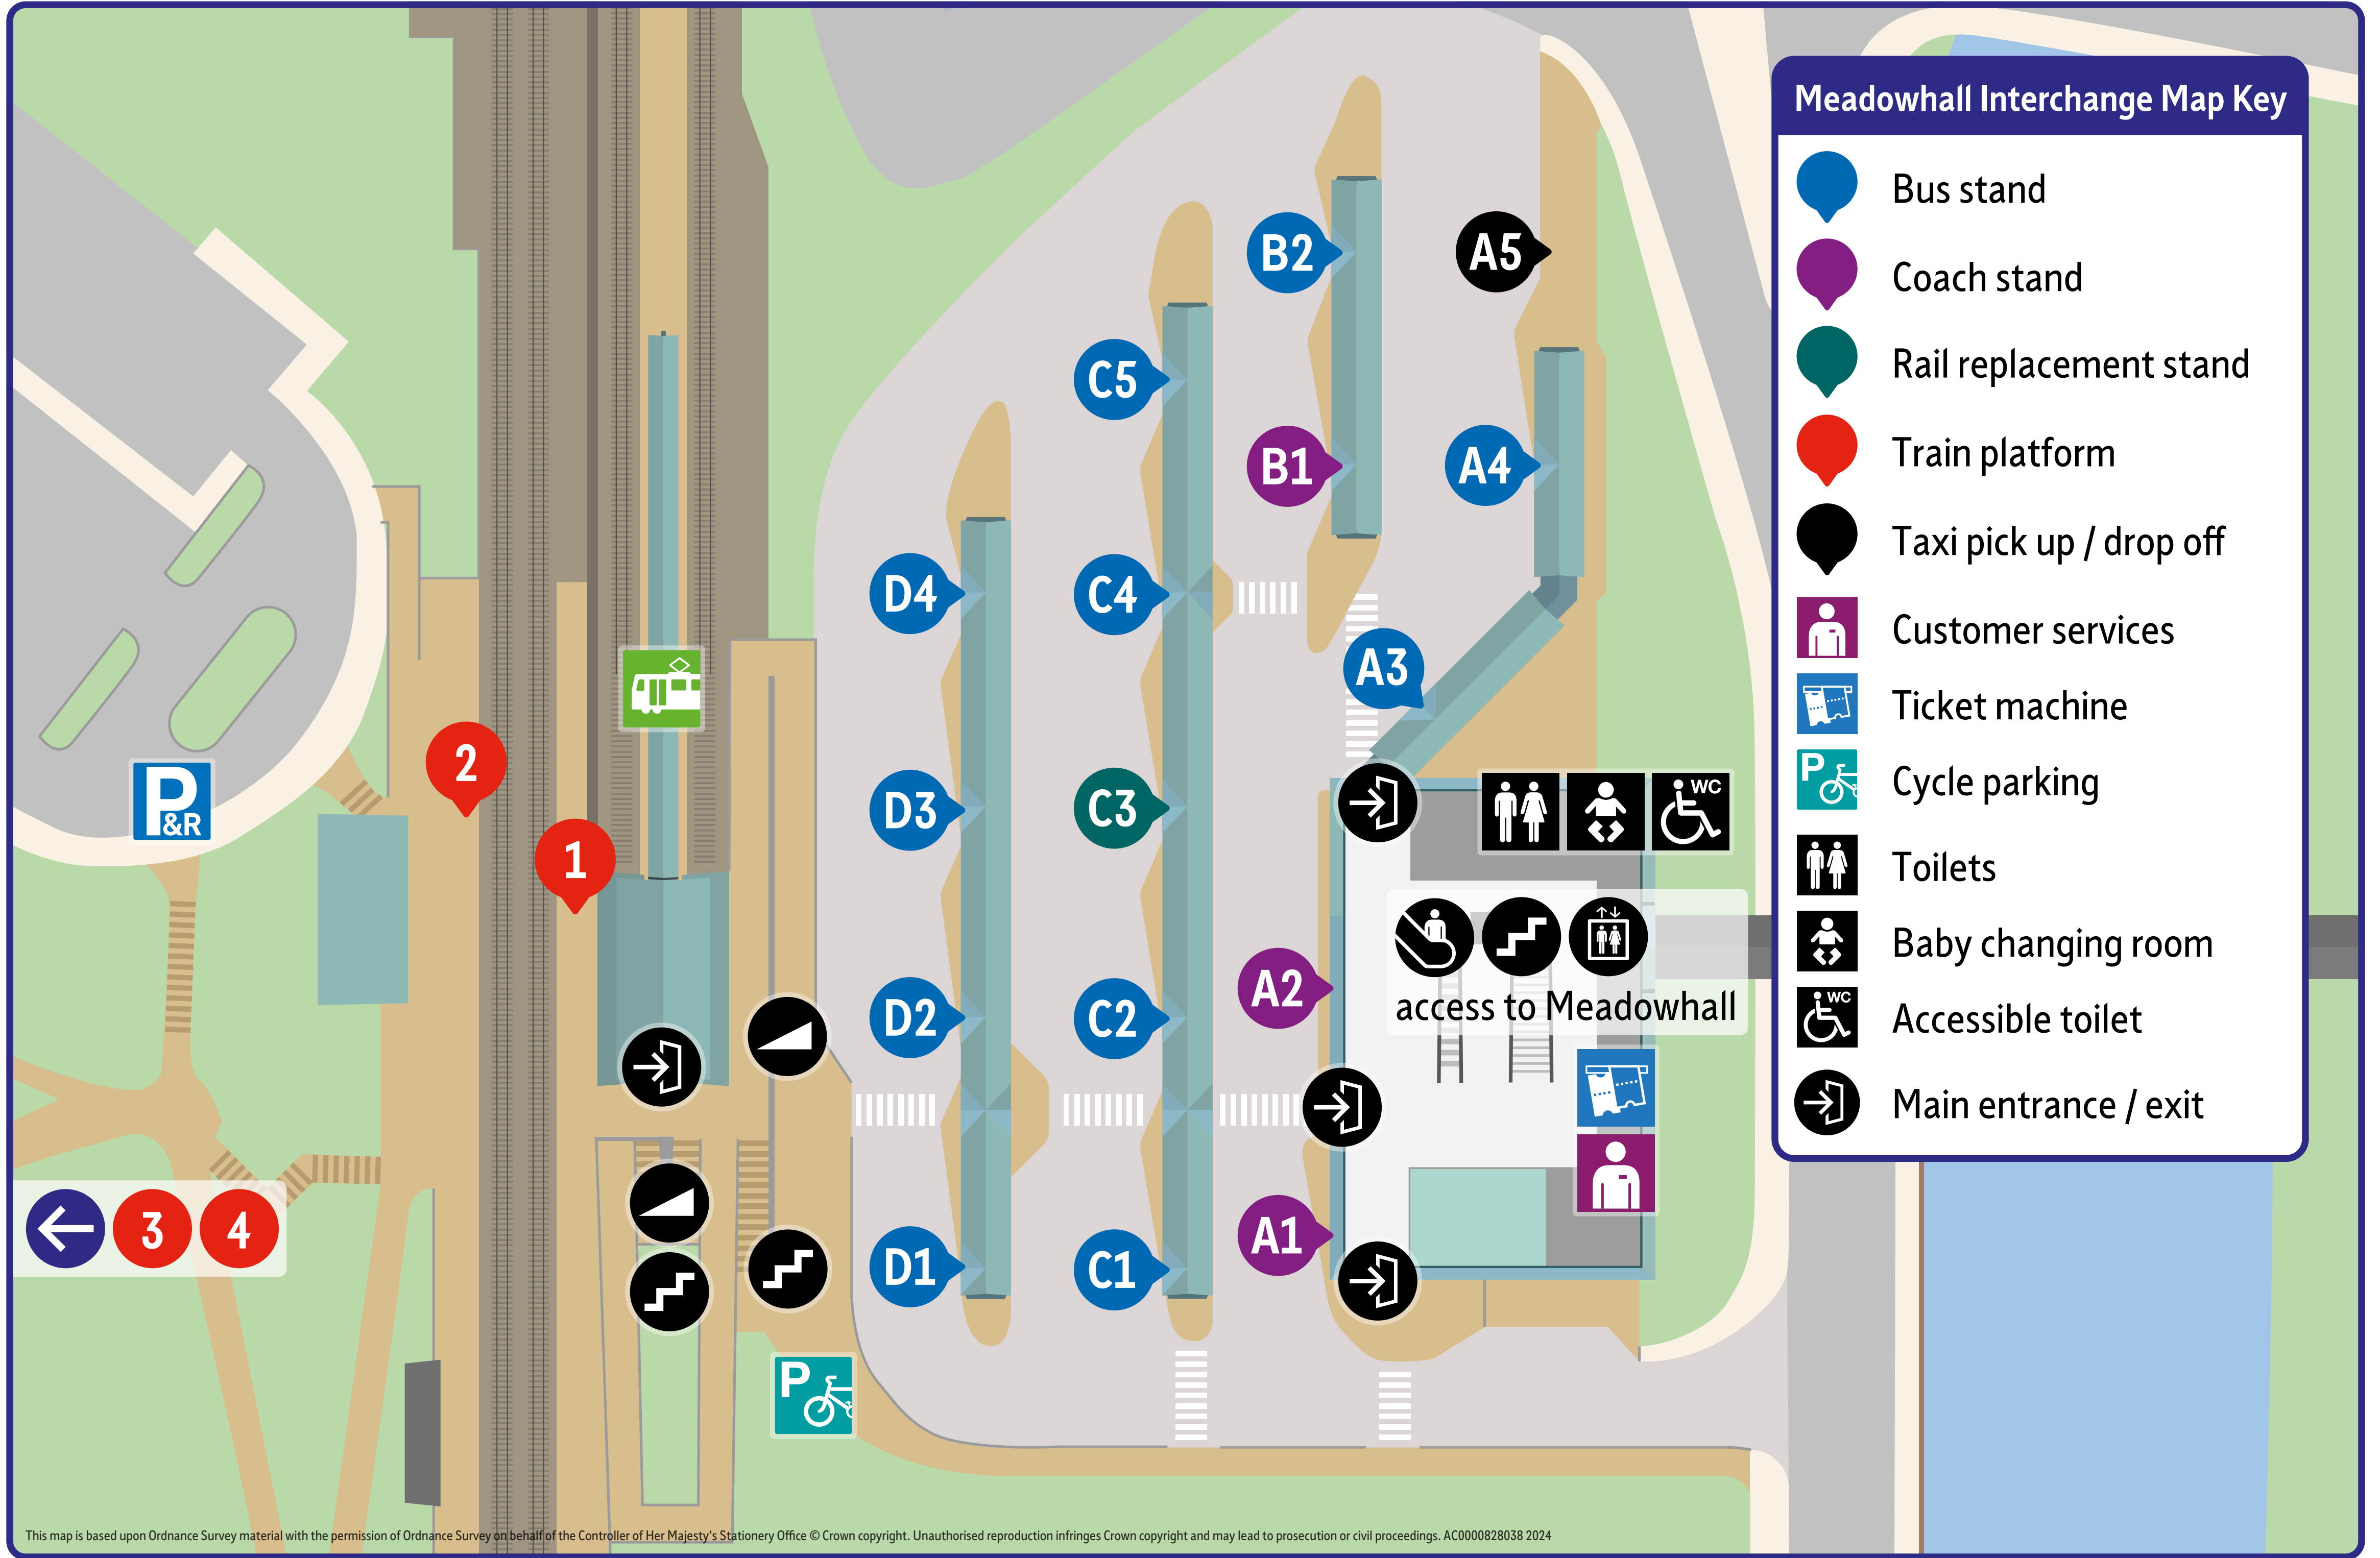 Meadowhall Interchange Map Key
Bus stand
Coach stand
Rail replacement stand
Train platform
Taxi pick up / drop off
Customer services
Ticket machine
P
Cycle parking
Toilets
Baby changing room
WC
Accessible toilet
Main entrance / exit
B2
A5
C5
B1
A4
D4
C4
A3
2
P
&R
1
D3
C3
WC
A2
access to Meadowhall
D2
C2
3
4
D1
C1
A1
P
This map is based upon Ordnance Survey material with the permission of Ordnance Survey on behalf of the Controller of Her Majesty's Stationery Office © Crown copyright. Unauthorised reproduction infringes Crown copyright and may lead to prosecution or civil proceedings. AC0000828038 2024